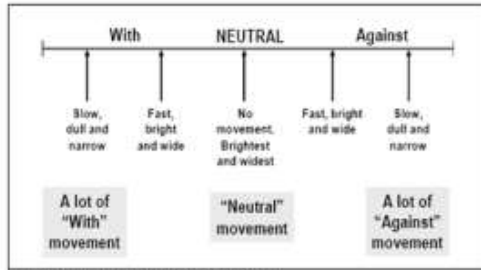 With NEUTRAL Against
Slow,
dull and
narrow
Fast,
bright
and wide
No
movement,
Brightest
and widest
Fast, bright
and wide
Slow,
dull and
narrow
A lot of
"With"
movement
"Neutral"
movement
A lot of
"Against"
movement